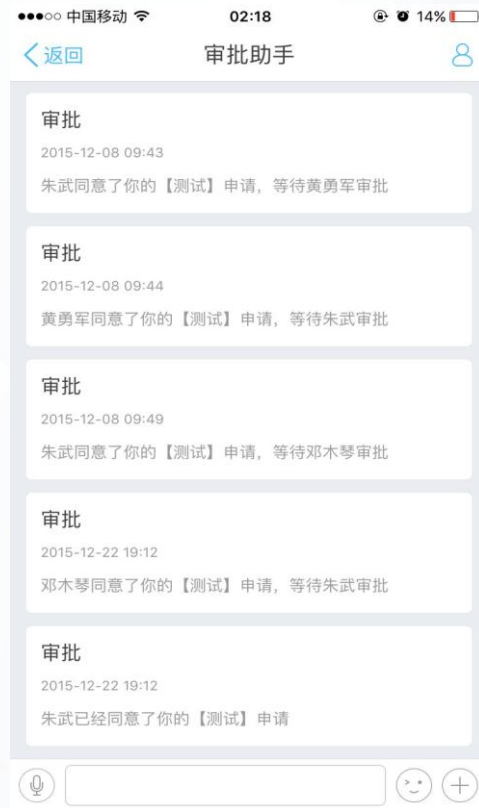 中国移动 02:18 14%
返回 审批助手
审批
2015-12-08 09:43
朱武同意了你的【测试】申请，等待黄勇军审批
审批
2015-12-08 09:44
黄勇军同意了你的【测试】申请，等待朱武审批
审批
2015-12-08 09:49
朱武同意了你的【测试】申请，等待邓木琴审批
审批
2015-12-22 19:12
邓木琴同意了你的【测试】申请，等待朱武审批
审批
2015-12-22 19:12
朱武已经同意了你的【测试】申请